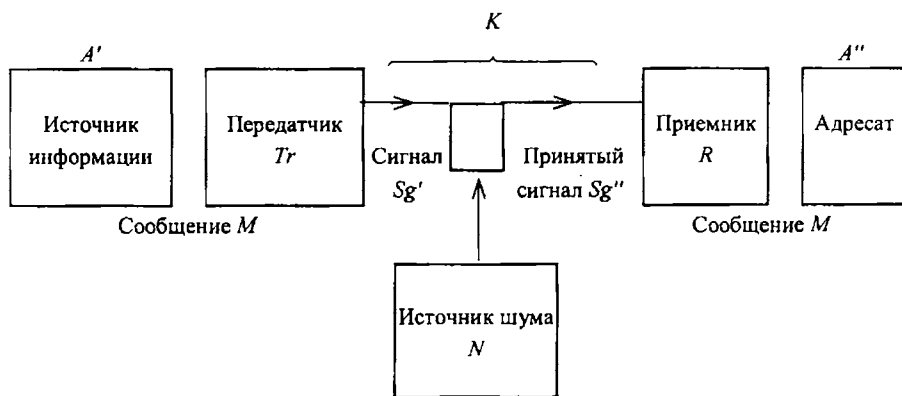 K
A'
A"
Источник
информации
Передатчик
Tr
Сигнал
Sg'
Принятый
сигнал Sg"
Приемник
R
Адресат
Сообщение M
Сообщение M
Источник шума
N